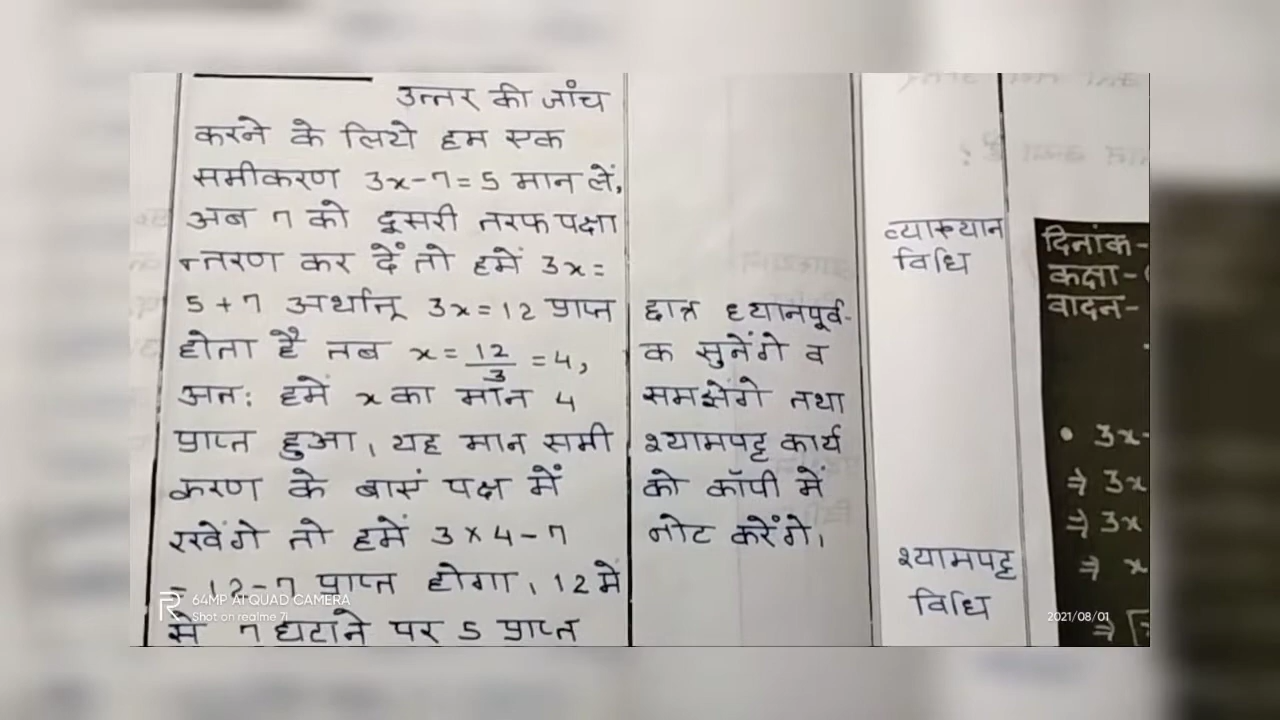 उत्तर की जांच
करने के लिये हम एक
समीकरण 3x-7=5 मान लें,
अब 7 को दूसरी तरफ पक्षा
न्तरण कर दें तो हमें 3x=
5+7 अर्थात् 3x=12 प्राप्त
होता है तब x=12/3=4,
अत: हमें x का मान 4
प्राप्त हुआ, यह मान समी
करण के बाएं पक्ष में
रखेंगे तो हमें 3×4-7
=12-7 प्राप्त होगा, 12 में
से 7 घटाने पर 5 प्राप्त
छात्र ध्यानपूर्व-
क सुनेंगे व
समझेगे तथा
श्यामपट्ट कार्य
को कॉपी में
नोट करेंगे।
व्याख्यान
विधि
श्यामपट्ट
विधि
दिनांक-
कक्षा-
वादन-
• 3x-
⇒ 3x
⇒ 3x
⇒ x
⇒
64MP AI QUAD CAMERA
Shot on realme 7i
2021/08/01